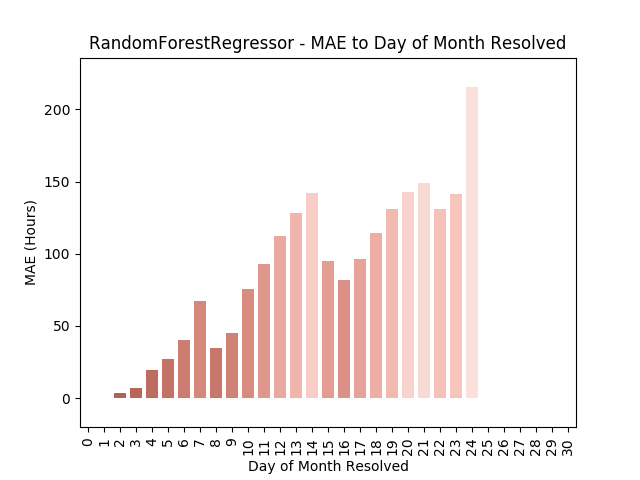 RandomForestRegressor - MAE to Day of Month Resolved
MAE (Hours)
200
150
100
50
0
0 1 2 3 4 5 6 7 8 9 10 11 12 13 14 15 16 17 18 19 20 21 22 23 24 25 26 27 28 29 30
Day of Month Resolved